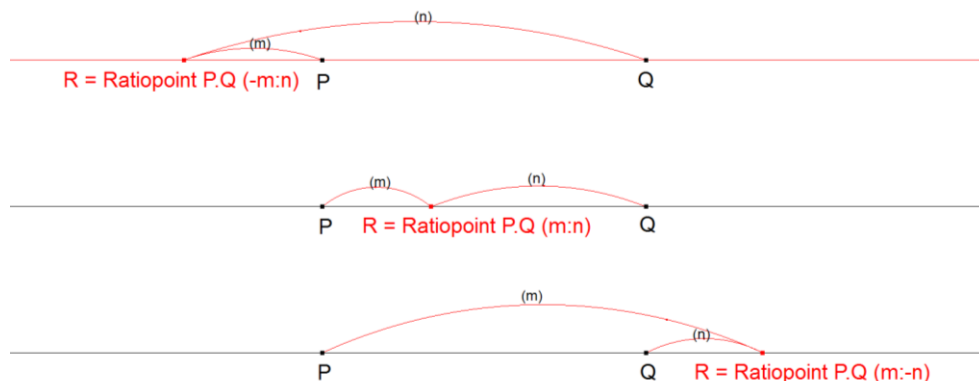 (n)
(m)
R = Ratiopoint P.Q (-m:n) P Q
(m) (n)
P R = Ratiopoint P.Q (m:n) Q
(m)
(n)
P Q R = Ratiopoint P.Q (m:-n)